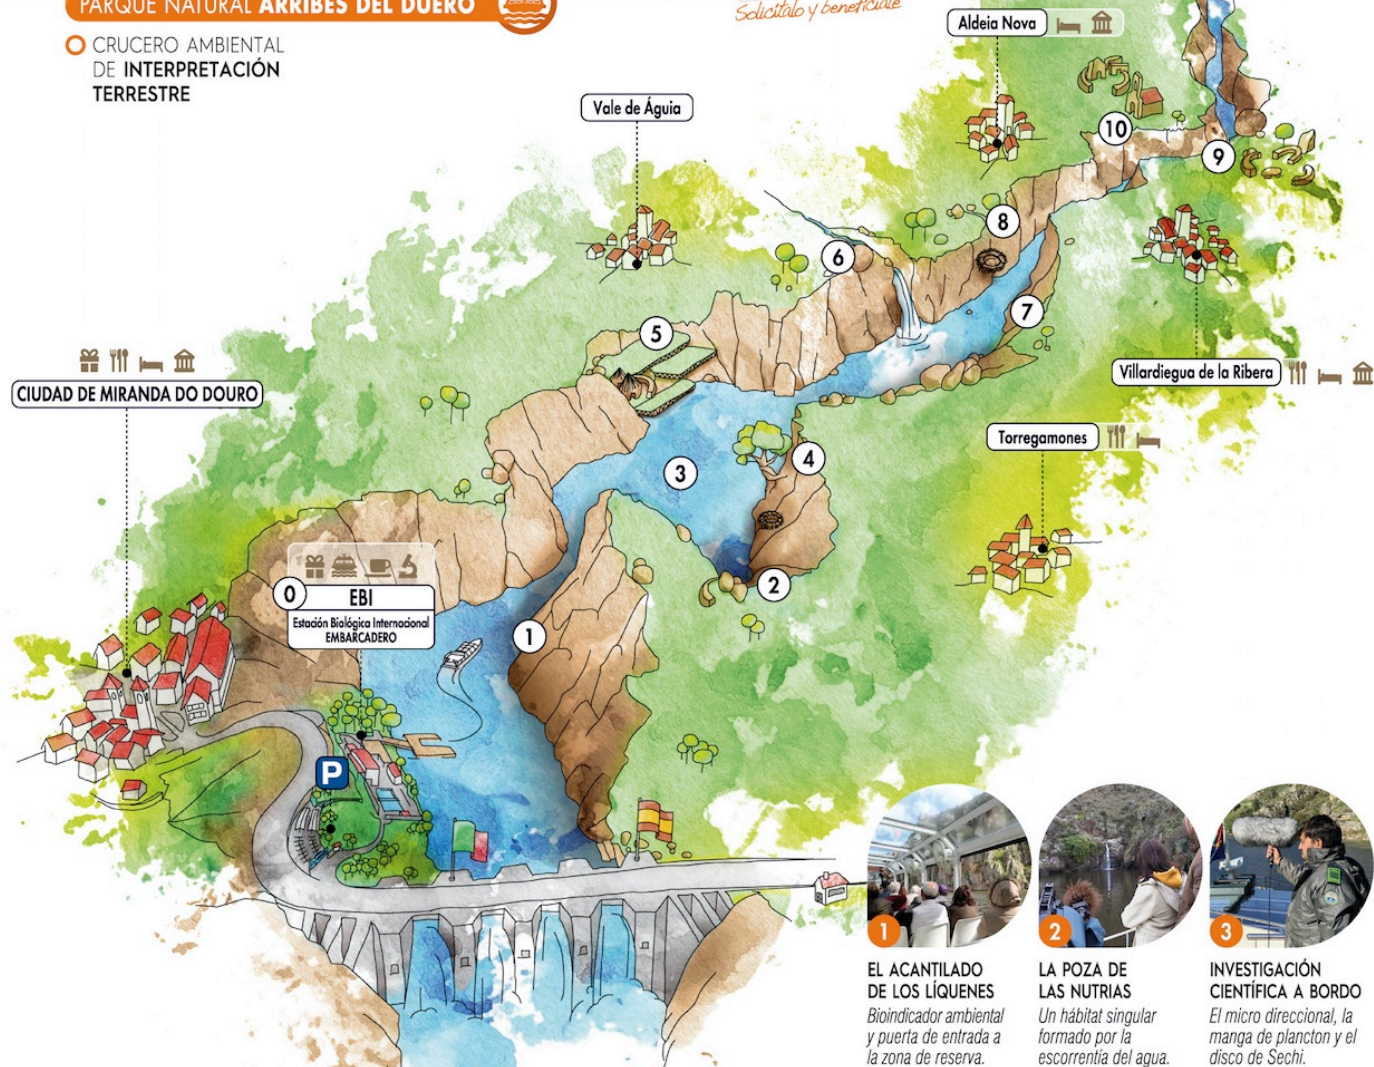 PARQUE NATURAL ARRIBES DEL DUERO
CRUCERO AMBIENTAL
DE INTERPRETACIÓN
TERRESTRE
Solicítalo y benefíciate
Aldeia Nova
Vale de Águia
10
9
8
6
7
5
CIUDAD DE MIRANDA DO DOURO
Villardiegua de la Ribera
Torregamones
3
4
2
0
EBI
Estación Biológica Internacional
EMBARCADERO
1
P
1
EL ACANTILADO
DE LOS LÍQUENES
Bioindicador ambiental
y puerta de entrada a
la zona de reserva.
2
LA POZA DE
LAS NUTRIAS
Un hábitat singular
formado por la
escorrentía del agua.
3
INVESTIGACIÓN
CIENTÍFICA A BORDO
El micro direccional, la
manga de plancton y el
disco de Sechi.